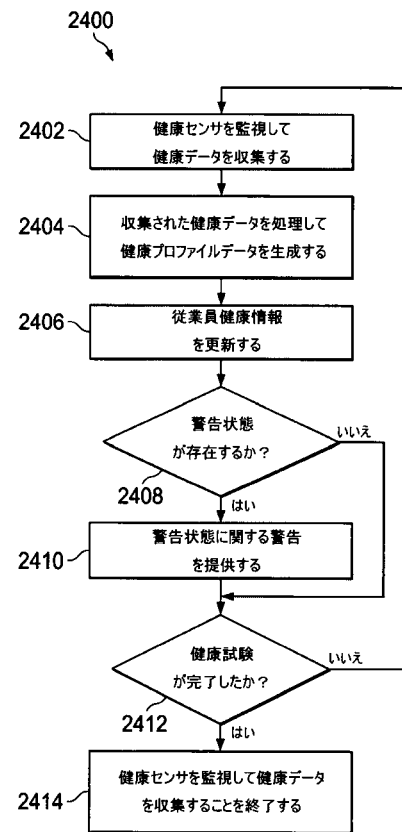 2400
2402
健康センサを監視して
健康データを収集する
2404
収集された健康データを処理して
健康プロファイルデータを生成する
2406
従業員健康情報
を更新する
警告状態
が存在するか?
いいえ
2408
はい
2410
警告状態に関する警告
を提供する
健康試験
が完了したか?
いいえ
2412
はい
2414
健康センサを監視して健康データ
を収集することを終了する